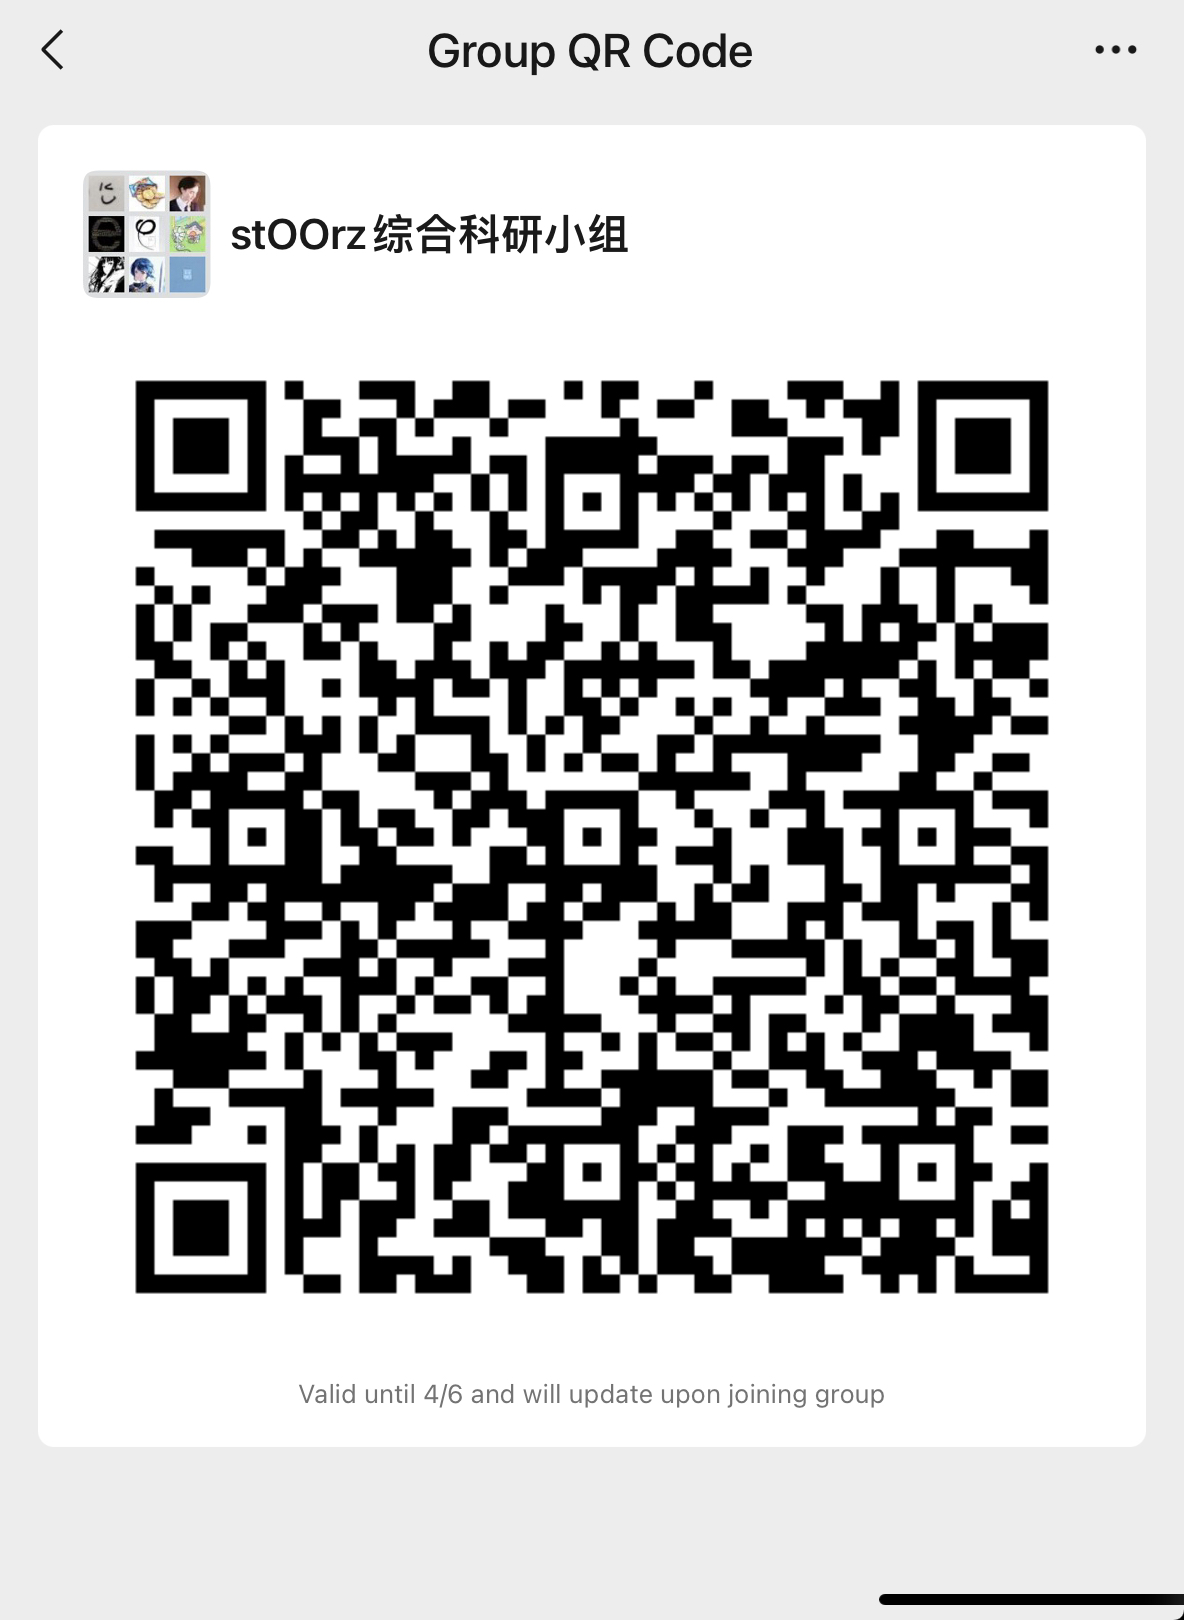 Group QR Code
stOOrz综合科研小组
Valid until 4/6 and will update upon joining group